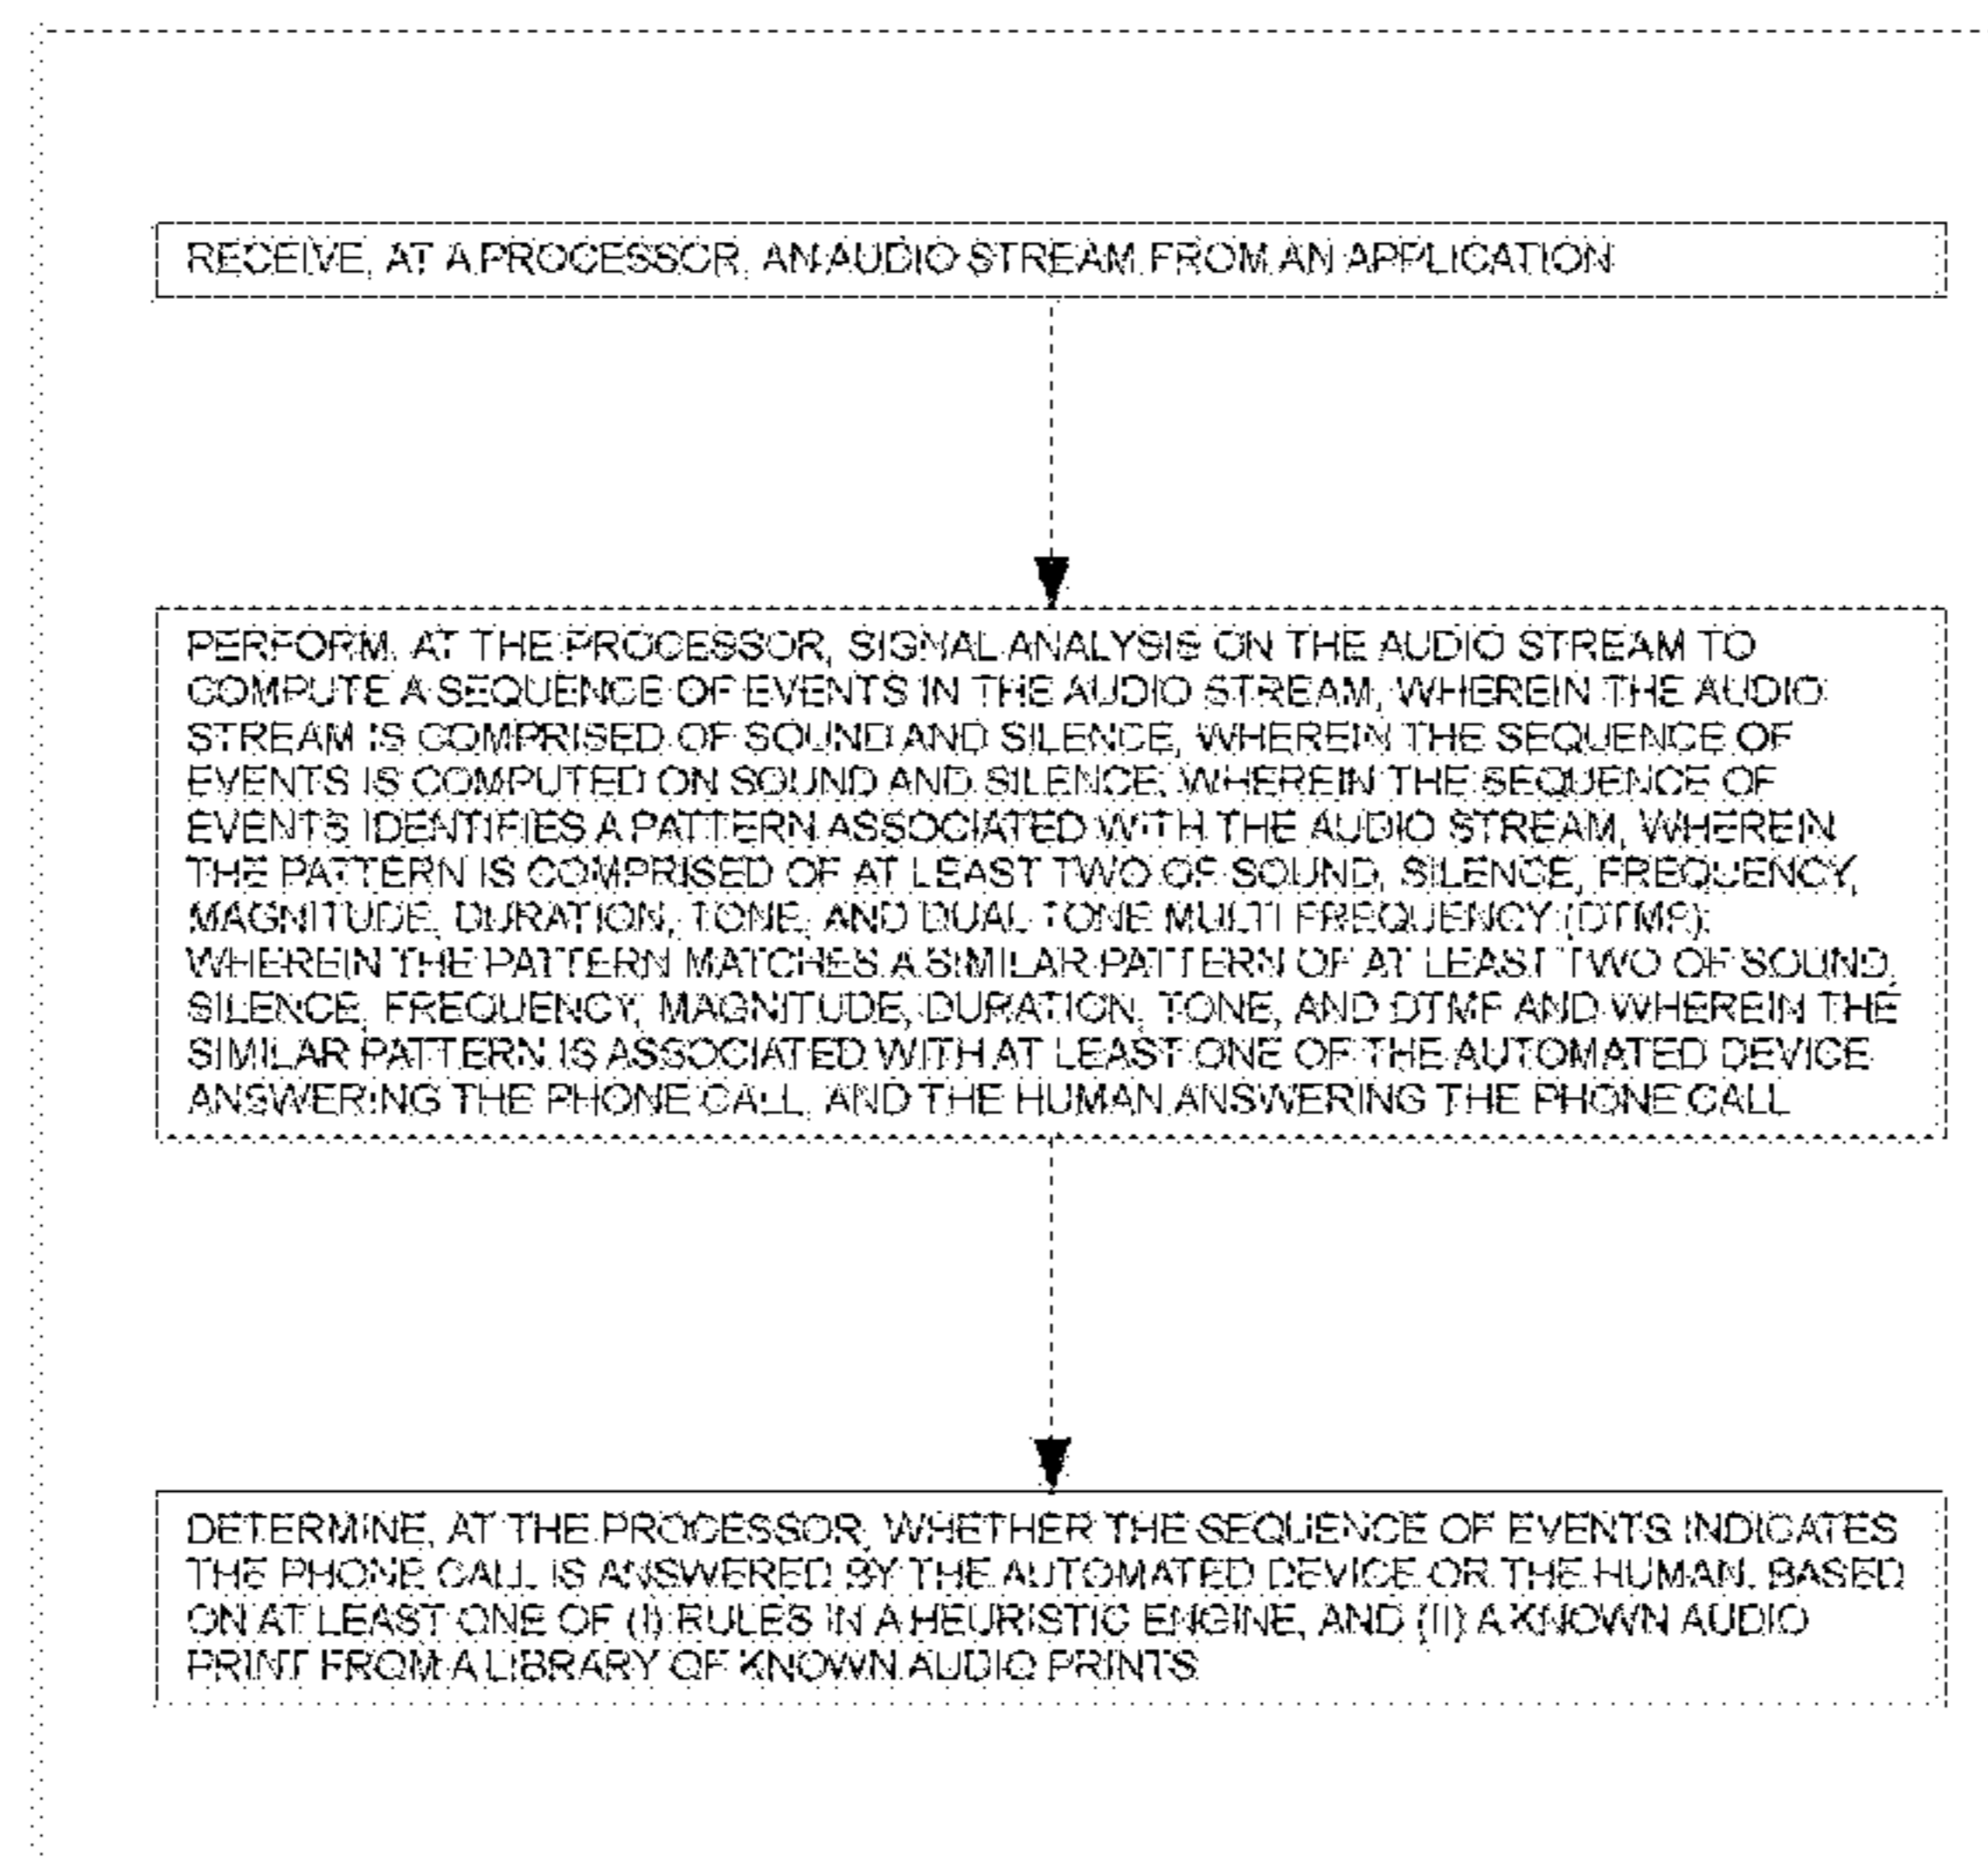 RECEIVE, AT A PROCESSOR, AN AUDIO STREAM FROM AN APPLICATION
PERFORM, AT THE PROCESSOR, SIGNAL ANALYSIS ON THE AUDIO STREAM TO
COMPUTE A SEQUENCE OF EVENTS IN THE AUDIO STREAM, WHEREIN THE AUDIO
STREAM IS COMPRISED OF SOUND AND SILENCE, WHEREIN THE SEQUENCE OF
EVENTS IS COMPUTED ON SOUND AND SILENCE, WHEREIN THE SEQUENCE OF
EVENTS IDENTIFIES A PATTERN ASSOCIATED WITH THE AUDIO STREAM, WHEREIN
THE PATTERN IS COMPRISED OF AT LEAST TWO OF SOUND, SILENCE, FREQUENCY,
MAGNITUDE, DURATION, TONE, AND DUAL TONE MULTI FREQUENCY (DTMF);
WHEREIN THE PATTERN MATCHES A SIMILAR PATTERN OF AT LEAST TWO OF SOUND,
SILENCE, FREQUENCY, MAGNITUDE, DURATION, TONE, AND DTMF AND WHEREIN THE
SIMILAR PATTERN IS ASSOCIATED WITH AT LEAST ONE OF THE AUTOMATED DEVICE
ANSWERING THE PHONE CALL, AND THE HUMAN ANSWERING THE PHONE CALL
DETERMINE, AT THE PROCESSOR, WHETHER THE SEQUENCE OF EVENTS INDICATES
THE PHONE CALL IS ANSWERED BY THE AUTOMATED DEVICE OR THE HUMAN, BASED
ON AT LEAST ONE OF (I) RULES IN A HEURISTIC ENGINE, AND (II) A KNOWN AUDIO
PRINT FROM A LIBRARY OF KNOWN AUDIO PRINTS